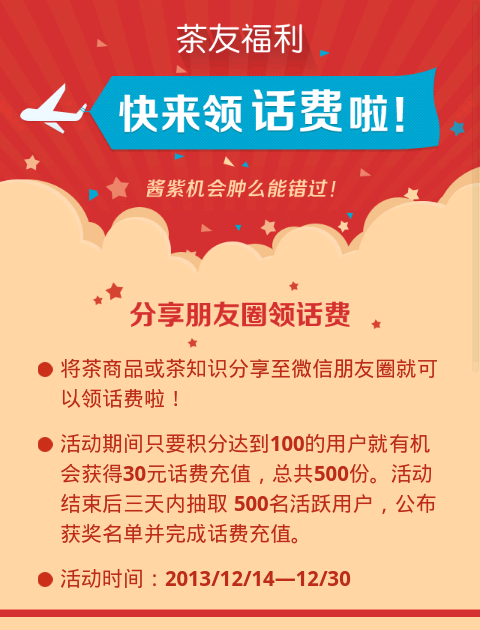 茶友福利
快来领话费啦!
酱紫机会肿么能错过!
分享朋友圈领话费
● 将茶商品或茶知识分享至微信朋友圈就可
以领话费啦！
● 活动期间只要积分达到100的用户就有机
会获得30元话费充值，总共500份。活动
结束后三天内抽取 500名活跃用户，公布
获奖名单并完成话费充值。
● 活动时间：2013/12/14—12/30